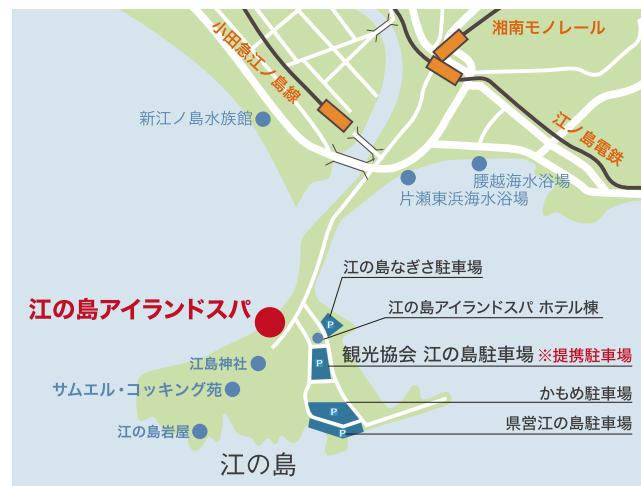 湘南モノレール
小田急江ノ島線
新江ノ島水族館
江ノ島電鉄
腰越海水浴場
片瀬東浜海水浴場
江の島なぎさ駐車場
江の島アイランドスパ
江の島アイランドスパ ホテル棟
P
P
観光協会 江の島駐車場 ※提携駐車場
江島神社
サムエル・コッキング苑
かもめ駐車場
P
県営江の島駐車場
江の島岩屋
P
江の島